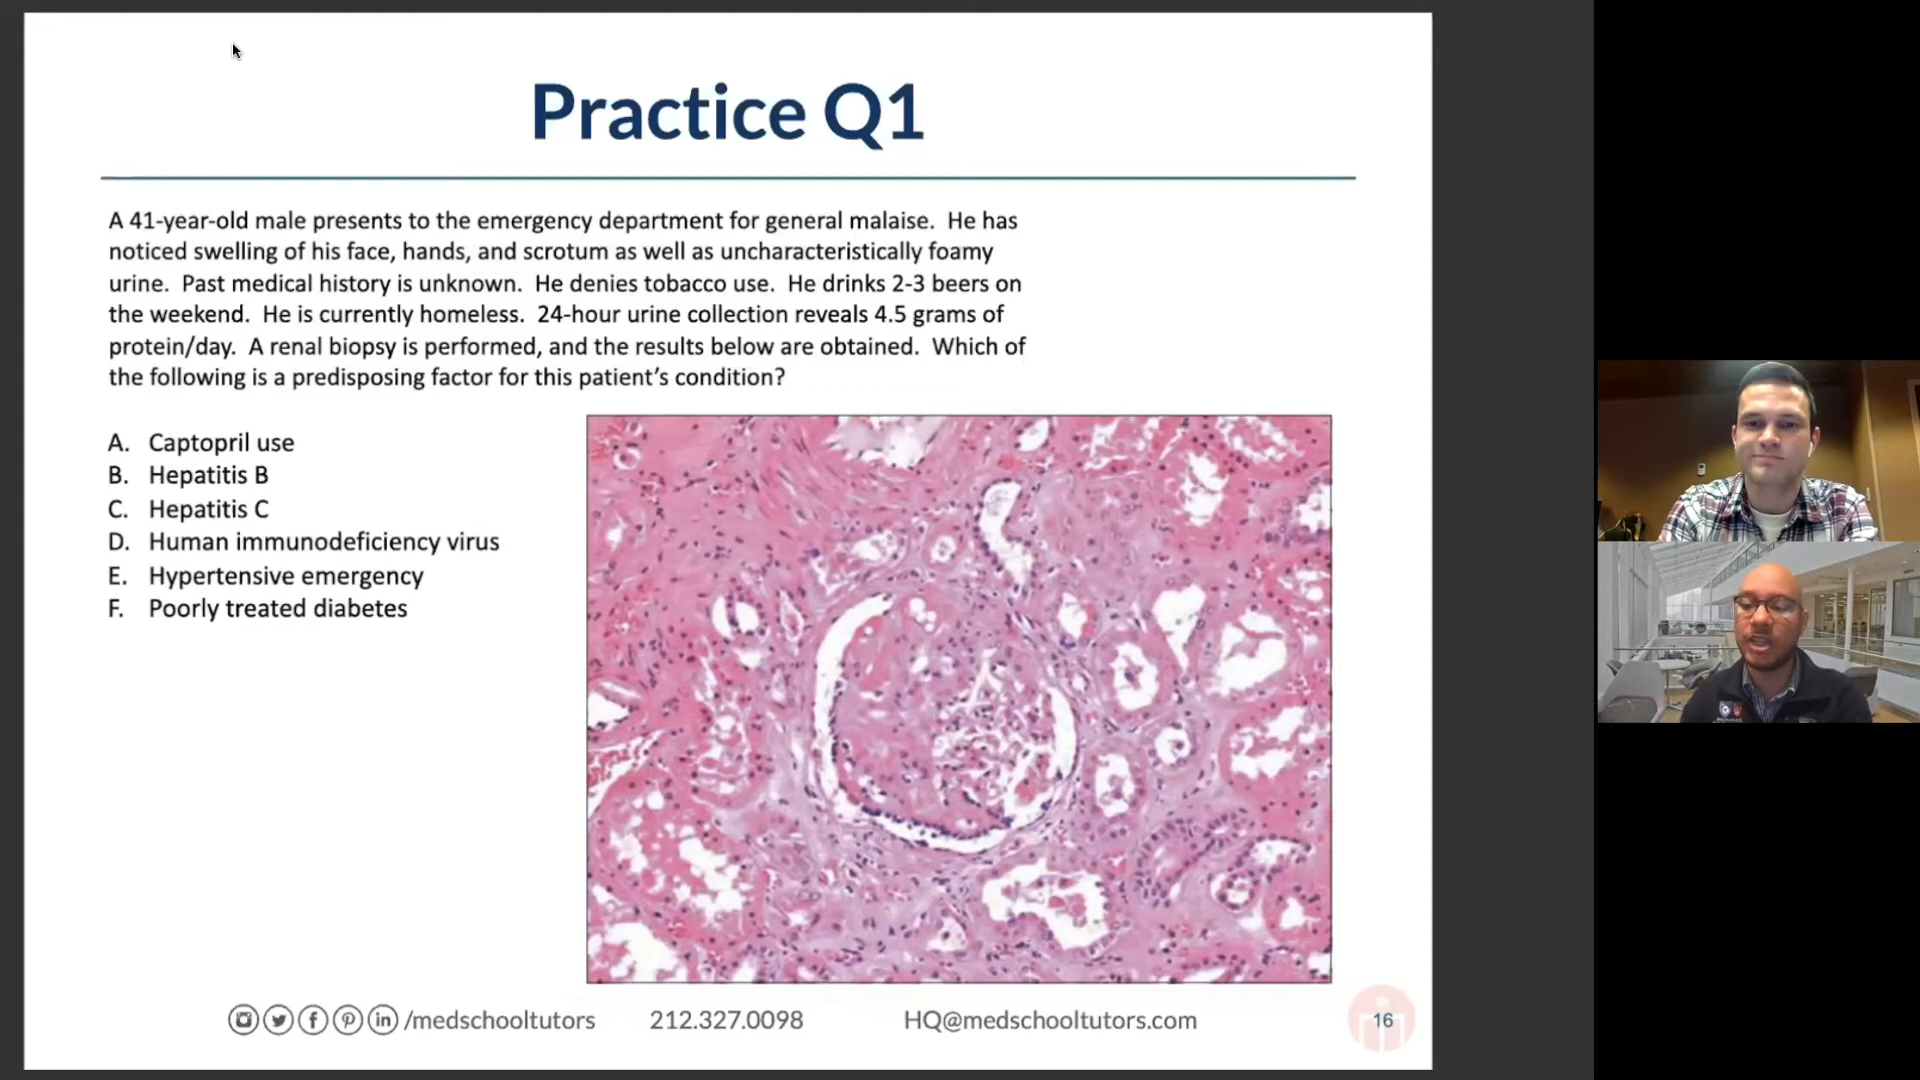 Practice Q1
A 41-year-old male presents to the emergency department for general malaise. He has
noticed swelling of his face, hands, and scrotum as well as uncharacteristically foamy
urine. Past medical history is unknown. He denies tobacco use. He drinks 2-3 beers on
the weekend. He is currently homeless. 24-hour urine collection reveals 4.5 grams of
protein/day. A renal biopsy is performed, and the results below are obtained. Which of
the following is a predisposing factor for this patient's condition?
A. Captopril use
B. Hepatitis B
C. Hepatitis C
D. Human immunodeficiency virus
E. Hypertensive emergency
F. Poorly treated diabetes
/medschooltutors 212.327.0098 HQ@medschooltutors.com 16